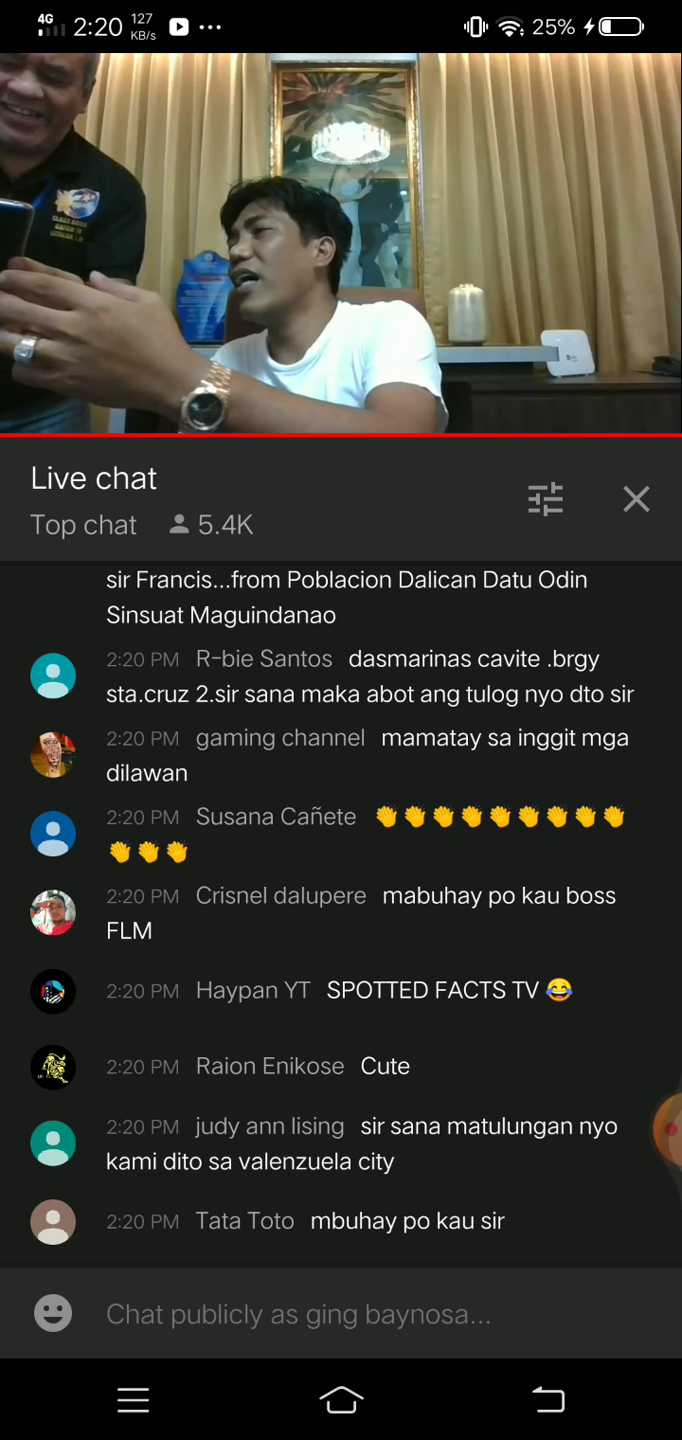 4G 2:20 127 KB/s 25%
CLASS
Live chat
Top chat 5.4K
sir Francis...from Poblacion Dalican Datu Odin
Sinsuat Maguindanao
2:20 PM R-bie Santos dasmarinas cavite .brgy
sta.cruz 2.sir sana maka abot ang tulog nyo dto sir
2:20 PM gaming channel mamatay sa inggit mga
dilawan
2:20 PM Susana Cañete 👏👏👏👏👏👏👏👏👏
👏👏👏
2:20 PM Crisnel dalupere mabuhay po kau boss
FLM
2:20 PM Haypan YT SPOTTED FACTS TV 😂
2:20 PM Raion Enikose Cute
2:20 PM judy ann lising sir sana matulungan nyo
kami dito sa valenzuela city
2:20 PM Tata Toto mbuhay po kau sir
Chat publicly as ging baynosa...